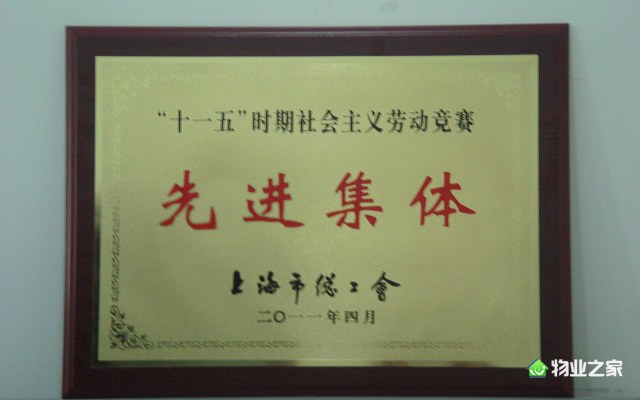 “十一五”时期社会主义劳动竞赛
先进集体
上海市总工會
二〇一一年四月
物业之家